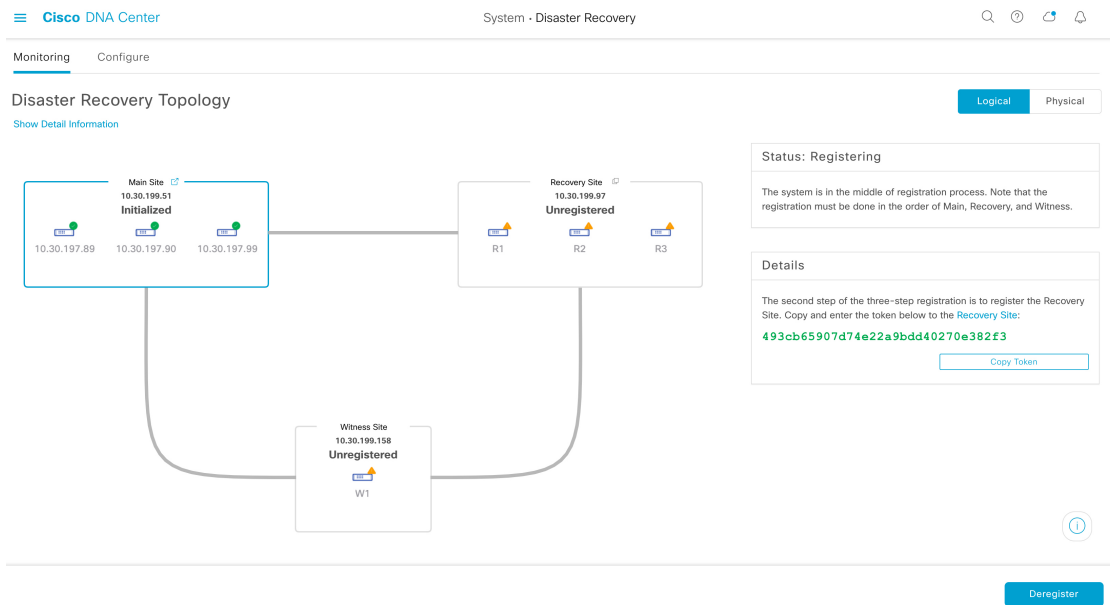 Cisco DNA Center
System · Disaster Recovery
Monitoring
Configure
Disaster Recovery Topology
Show Detail Information
Logical
Physical
Main Site
10.30.199.51
Initialized
10.30.197.89
10.30.197.90
10.30.197.99
Recovery Site
10.30.199.97
Unregistered
R1
R2
R3
Witness Site
10.30.199.158
Unregistered
W1
Status: Registering
The system is in the middle of registration process. Note that the
registration must be done in the order of Main, Recovery, and Witness.
Details
The second step of the three-step registration is to register the Recovery
Site. Copy and enter the token below to the Recovery Site:
493cb65907d74e22a9bdd40270e382f3
Copy Token
Deregister